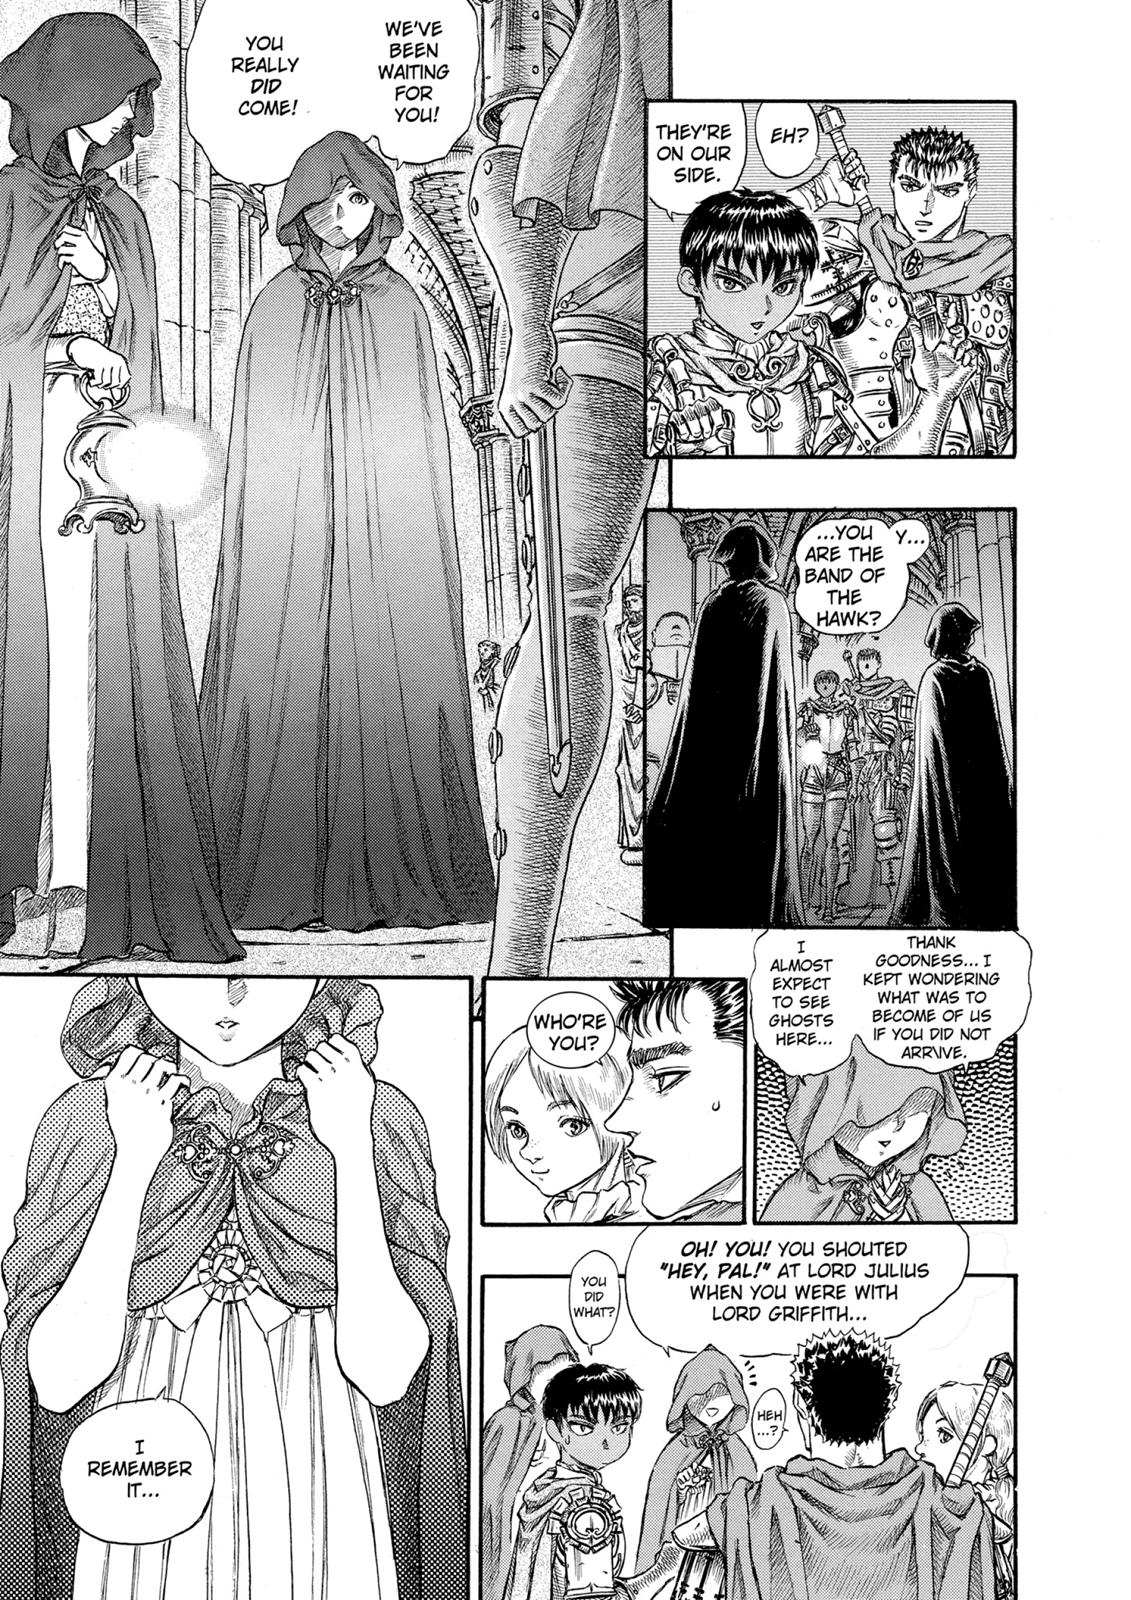 EH?
THEY'RE
ON OUR
SIDE.
Y...
...YOU
ARE THE
BAND OF
THE
HAWK?
WE'VE
BEEN
WAITING
FOR
YOU!
YOU
REALLY
DID
COME!
THANK
GOODNESS... I
KEPT WONDERING
WHAT WAS TO
BECOME OF US
IF YOU DID NOT
ARRIVE.
I
ALMOST
EXPECT
TO SEE
GHOSTS
HERE...
WHO'RE
YOU?
OH! YOU! YOU SHOUTED
"HEY, PAL!" AT LORD JULIUS
WHEN YOU WERE WITH
LORD GRIFFITH...
HEH
...?
YOU
DID
WHAT?
I
REMEMBER
IT...